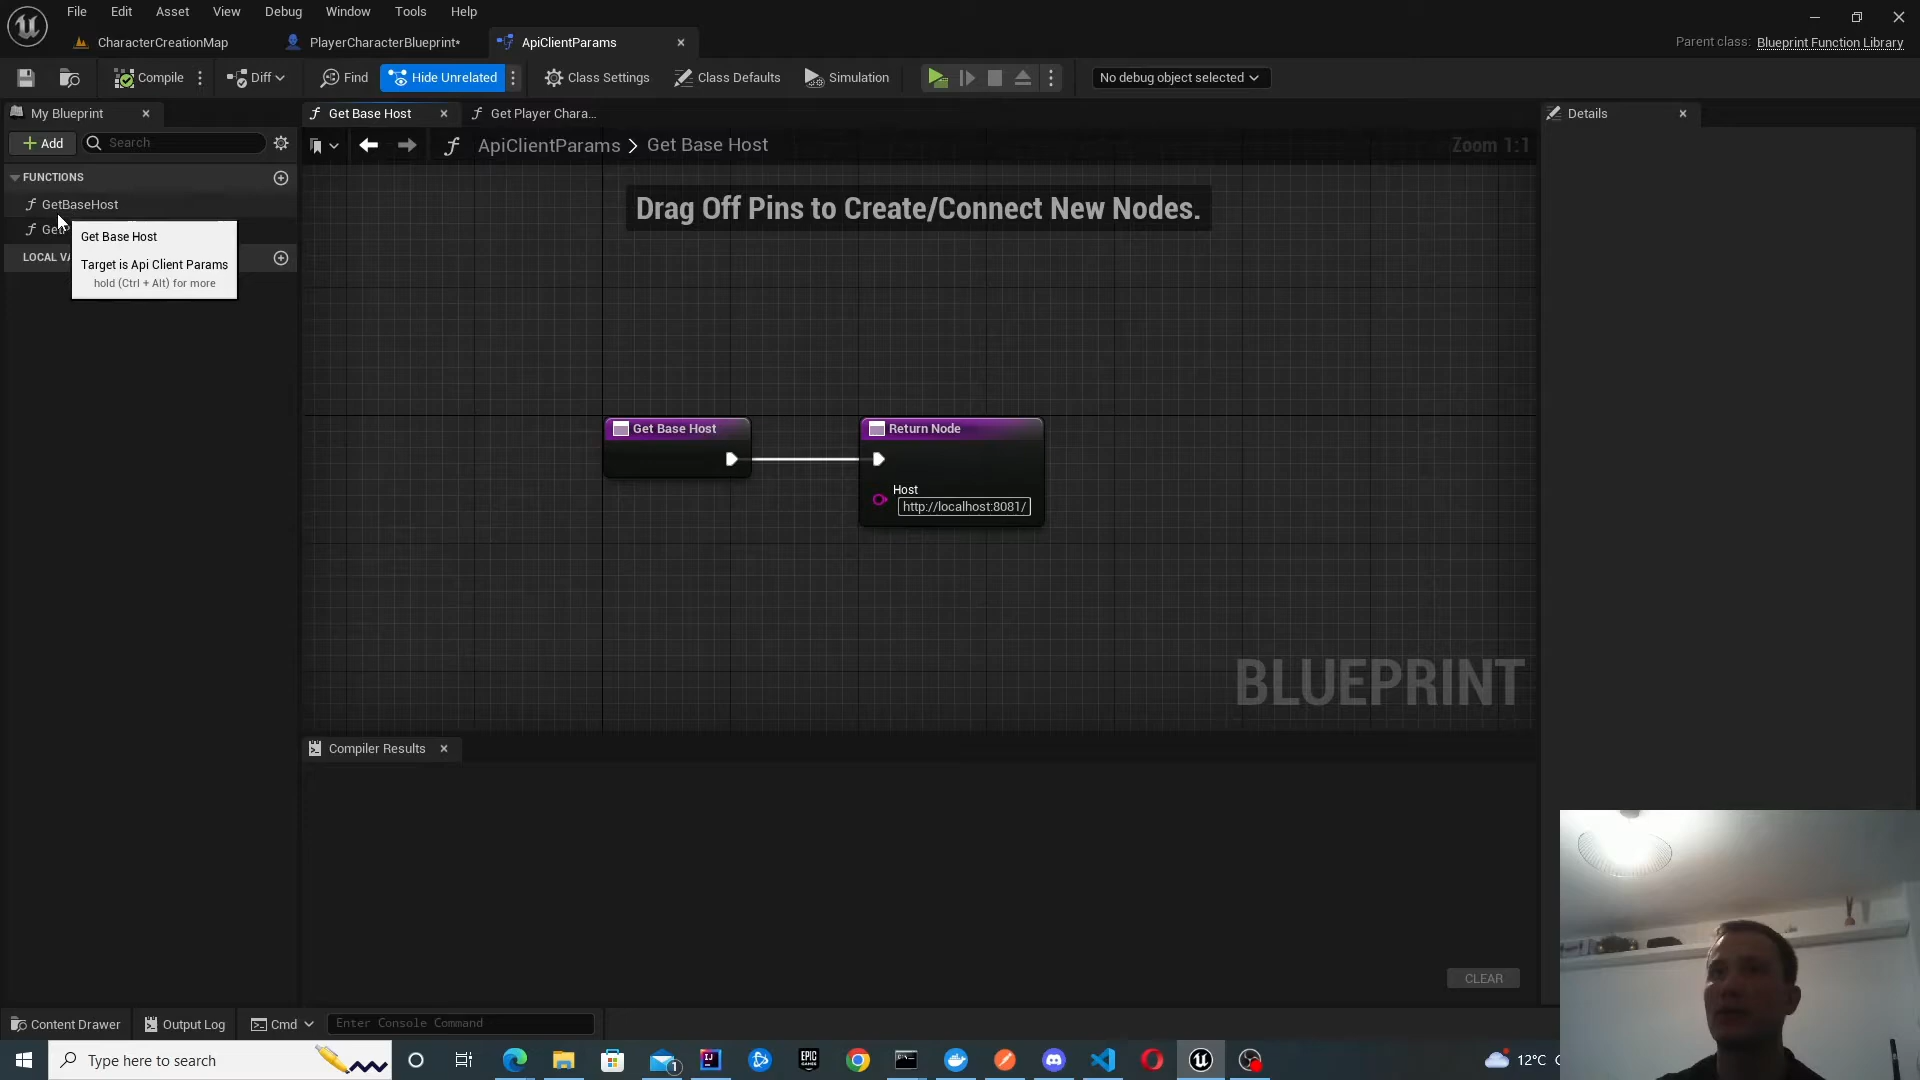 File Edit Asset View Debug Window Tools Help
CharacterCreationMap
PlayerCharacterBlueprint*
ApiClientParams
Parent class: Blueprint Function Library
Compile
Diff
Find
Hide Unrelated
Class Settings
Class Defaults
Simulation
No debug object selected
My Blueprint
Get Base Host
Get Player Chara...
Details
Add
Search
ApiClientParams > Get Base Host
Zoom 1:1
FUNCTIONS
GetBaseHost
Drag Off Pins to Create/Connect New Nodes.
Get Base Host
Target is Api Client Params
hold (Ctrl + Alt) for more
Get Base Host
Return Node
Host
http://localhost:8081/
BLUEPRINT
Compiler Results
CLEAR
Content Drawer
Output Log
Cmd
Enter Console Command
Type here to search
1
EPIC GAMES
12°C